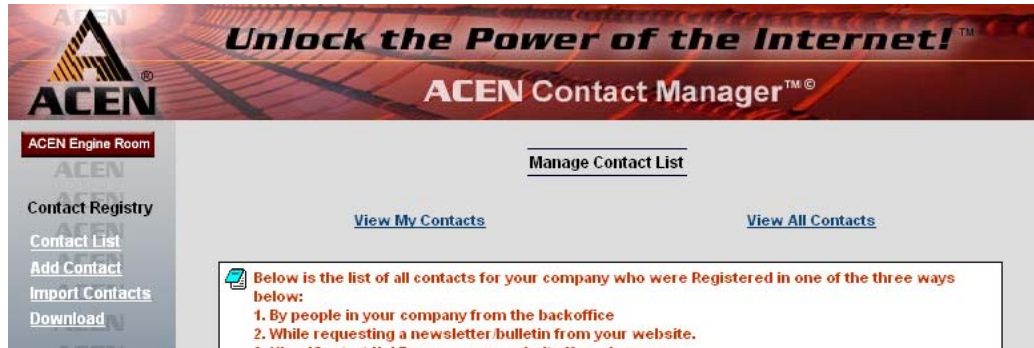 Unlock the Power of the Internet!™
ACEN®
ACEN Contact Manager™©
ACEN Engine Room
Contact Registry
Contact List
Add Contact
Import Contacts
Download
Manage Contact List
View My Contacts
View All Contacts
Below is the list of all contacts for your company who were Registered in one of the three ways
below:
1. By people in your company from the backoffice
2. While requesting a newsletter/bulletin from your website.